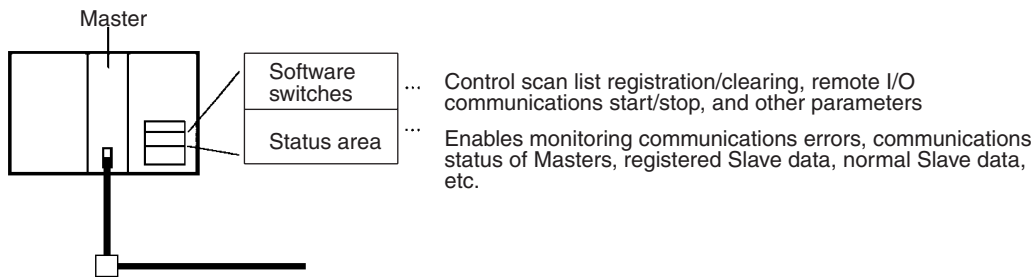 Master
Software
switches
...
Control scan list registration/clearing, remote I/O
communications start/stop, and other parameters
Status area
...
Enables monitoring communications errors, communications
status of Masters, registered Slave data, normal Slave data,
etc.